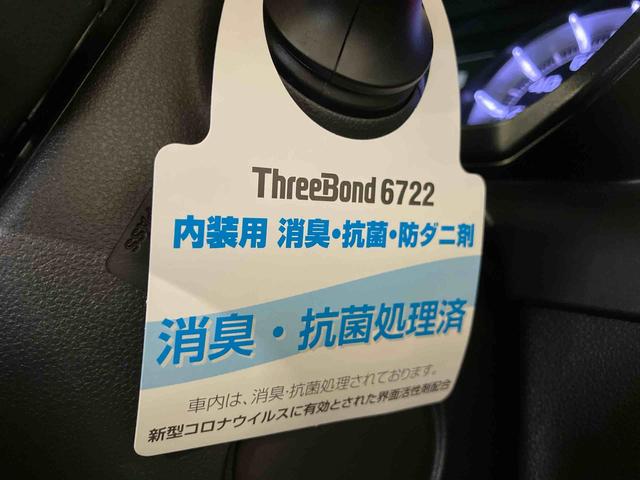 ThreeBond 6722
内装用 消臭・抗菌・防ダニ剤
消臭・抗菌処理済
車内は、消臭・抗菌処理されております。
新型コロナウイルスに有効とされた界面活性剤配合